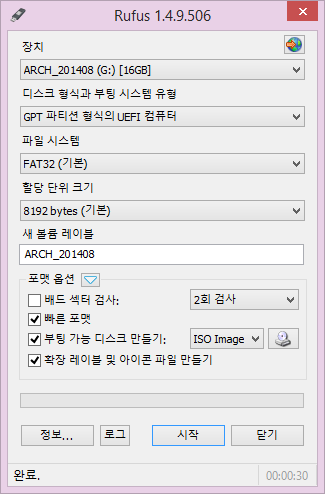 Rufus 1.4.9.506
장치
ARCH_201408 (G:) [16GB]
디스크 형식과 부팅 시스템 유형
GPT 파티션 형식의 UEFI 컴퓨터
파일 시스템
FAT32 (기본)
할당 단위 크기
8192 bytes (기본)
새 볼륨 레이블
ARCH_201408
포맷 옵션
배드 섹터 검사: 2회 검사
빠른 포맷
부팅 가능 디스크 만들기: ISO Image
확장 레이블 및 아이콘 파일 만들기
정보... 로그 시작 닫기
완료. 00:00:30